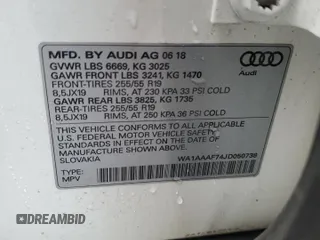 MFD. BY AUDI AG 06 18
GVWR LBS 6669, KG 3025
GAWR FRONT LBS 3241, KG 1470
FRONT-TIRES 255/55 R19
8,5JX19 RIMS, AT 230 KPA 33 PSI COLD
GAWR REAR LBS 3825, KG 1735
REAR-TIRES 255/55 R19
8,5JX19 RIMS, AT 250 KPA 36 PSI COLD
THIS VEHICLE CONFORMS TO ALL APPLICABLE
U.S. FEDERAL MOTOR VEHICLE SAFETY
STANDARDS IN EFFECT ON THE DATE OF
MANUFACTURE SHOWN ABOVE.
SLOVAKIA WA1AAAF74JD050739
TYPE:
MPV
Audi
DREAMBID.COM